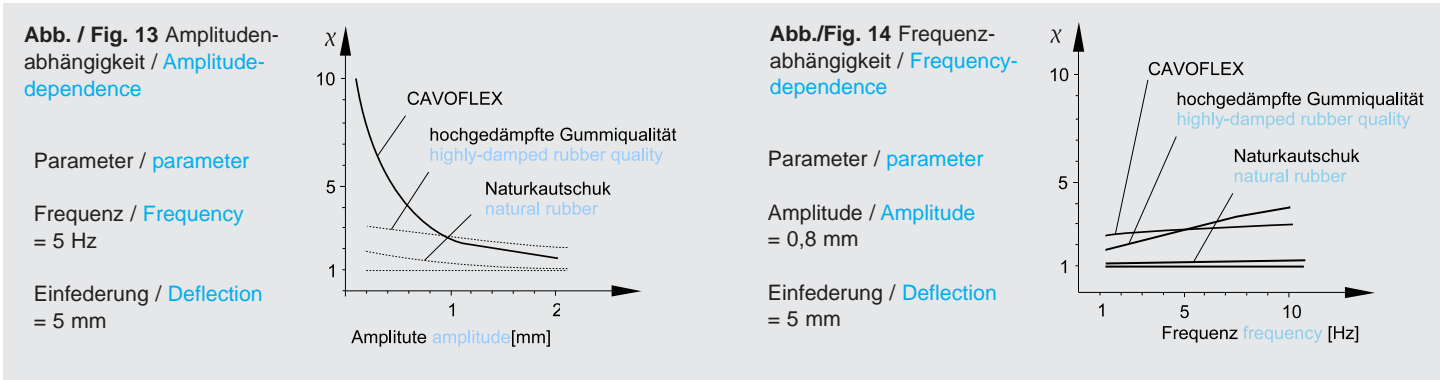 Abb. / Fig. 13 Amplituden-
abhängigkeit / Amplitude-
dependence
Parameter / parameter
Frequenz / Frequency
= 5 Hz
Einfederung / Deflection
= 5 mm
χ
10
5
1
CAVOFLEX
hochgedämpfte Gummiqualität
highly-damped rubber quality
Naturkautschuk
natural rubber
1 2
Amplitute amplitude[mm]
Abb./Fig. 14 Frequenz-
abhängigkeit / Frequency-
dependence
Parameter / parameter
Amplitude / Amplitude
= 0,8 mm
Einfederung / Deflection
= 5 mm
χ
10
5
1
CAVOFLEX
hochgedämpfte Gummiqualität
highly-damped rubber quality
Naturkautschuk
natural rubber
1 5 10
Frequenz frequency [Hz]